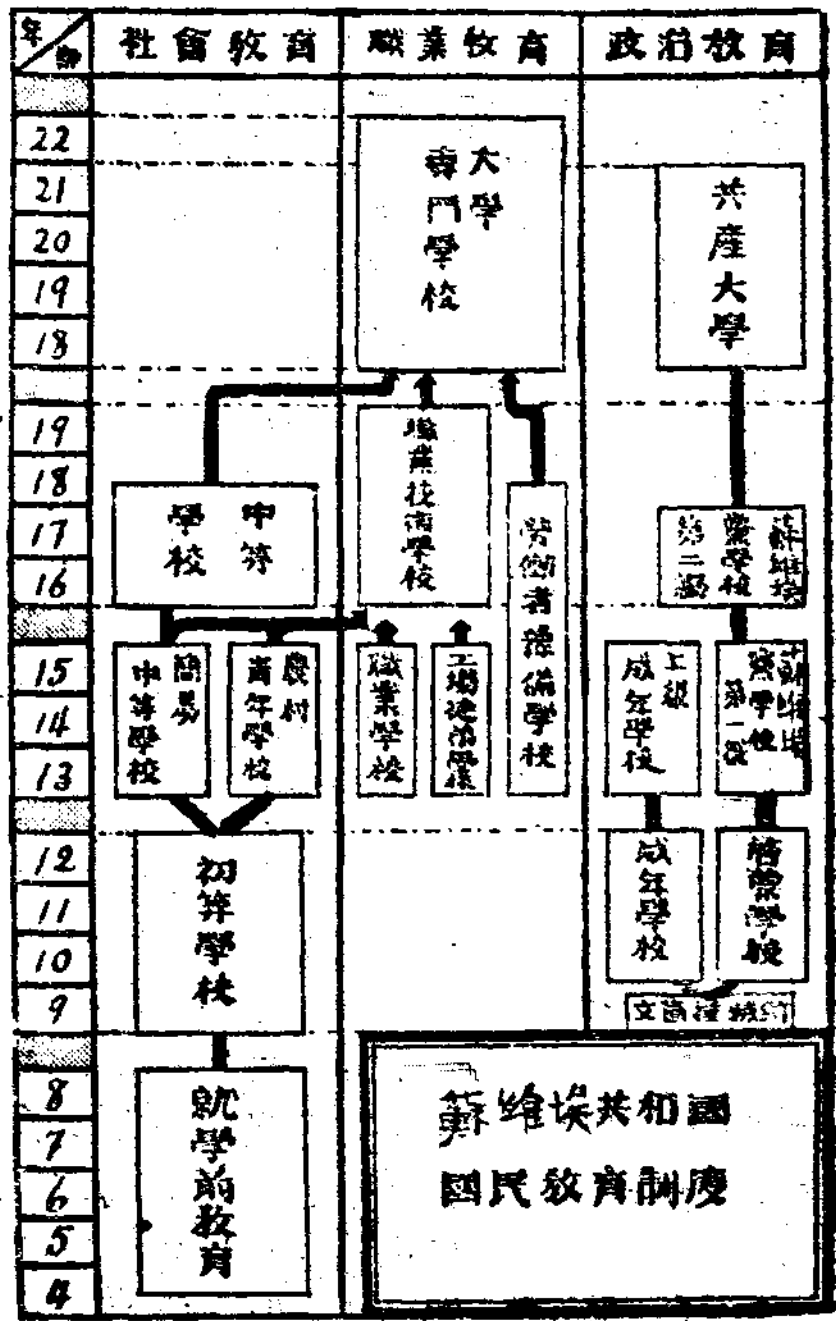 年齡
社會教育
職業教育
政治教育
22
21
20
19
18
19
18
17
16
15
14
13
12
11
10
9
8
7
6
5
4
大學
專門學校
共產大學
職業技術學校
中等
學校
勞働者豫備學校
蘇維埃
黨學校
第二級
簡易
中等學校
農村
青年學校
職業學校
上級
成年學校
蘇維埃
黨學校
第一級
初等學校
成年學校
學校
就學前教育
蘇維埃共和國
國民教育制度